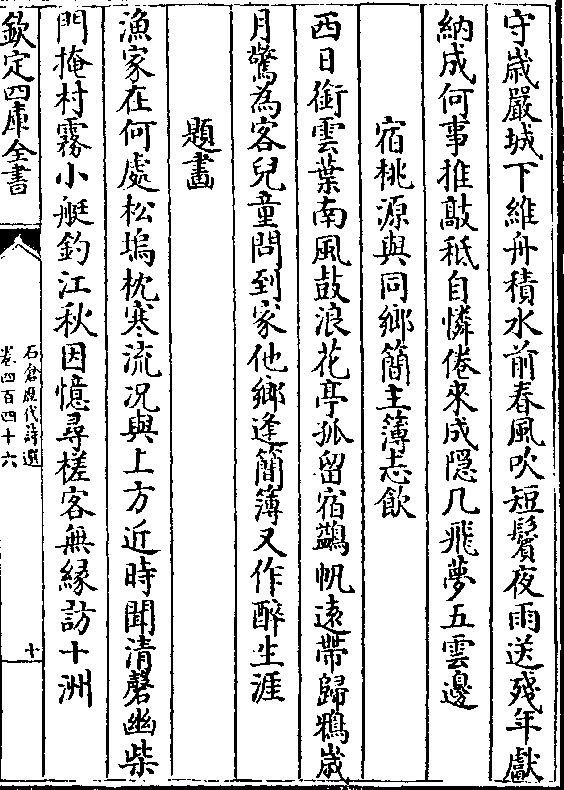 守歲嚴城下維舟積水前春風吹短鬢夜雨送殘年獻
納成何事推敲秪自憐倦來成隱几飛夢五雲邊
宿桃源與同鄉簡主簿志飲
西日銜雲葉南風鼓浪花亭孤留宿鷁帆遠帶歸鴉歲
月驚為客兒童問到家他鄉逢簡簿又作醉生涯
題畫
漁家在何處松塢枕寒流况與上方近時聞清磬幽柴
門掩村霧小艇釣江秋因憶尋槎客無緣訪十洲
欽定四庫全書
石倉歷代詩選
卷四百四十六
十